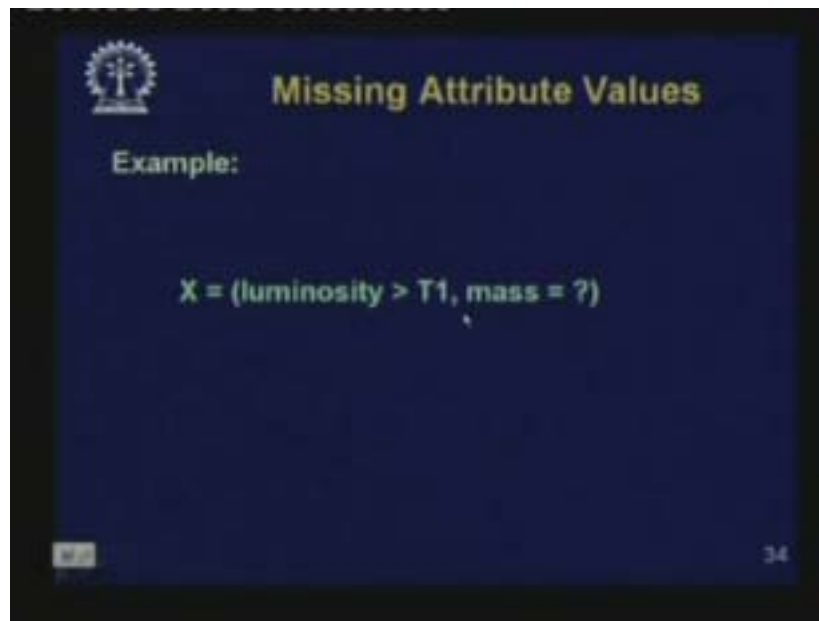 Missing Attribute Values
Example:
X = (luminosity > T1, mass = ?)
34